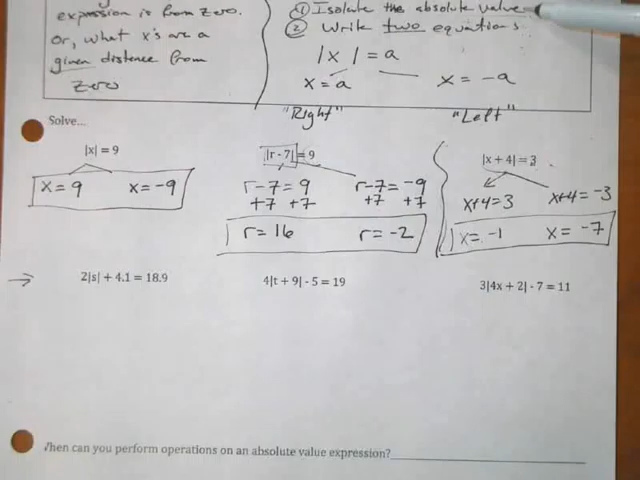 expression is from zero.
Or, what x's are a
given distance from
zero
① Isolate the absolute value
② Write two equations.
|x| = a
x = a
x = -a
"Right"
"Left"
Solve...
|x| = 9
x = 9
x = -9
|r - 7| = 9
r-7 = 9
r-7 = -9
+7 +7
+7 +7
r = 16
r = -2
|x + 4| = 3
x+4 = 3
x+4 = -3
x = -1
x = -7
2|s| + 4.1 = 18.9
4|t + 9| - 5 = 19
3|4x + 2| - 7 = 11
When can you perform operations on an absolute value expression?